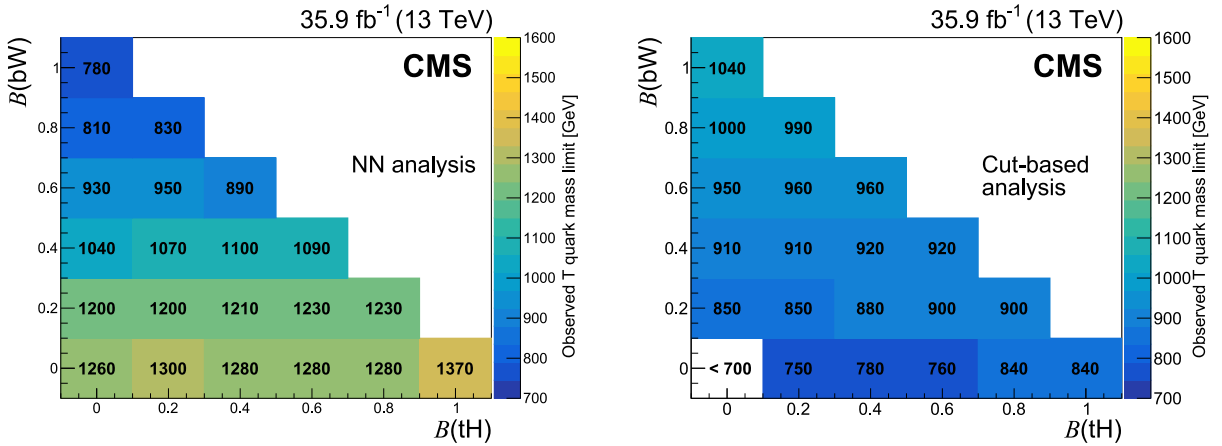 35.9 fb⁻¹ (13 TeV)
CMS
NN analysis
B(bW)
1
0.8
0.6
0.4
0.2
0
780
810 830
930 950 890
1040 1070 1100 1090
1200 1200 1210 1230 1230
1260 1300 1280 1280 1280 1370
0 0.2 0.4 0.6 0.8 1
B(tH)
1600
1500
1400
1300
1200
1100
1000
900
800
700
Observed T quark mass limit [GeV]
35.9 fb⁻¹ (13 TeV)
CMS
Cut-based
analysis
B(bW)
1
0.8
0.6
0.4
0.2
0
1040
1000 990
950 960 960
910 910 920 920
850 850 880 900 900
< 700 750 780 760 840 840
0 0.2 0.4 0.6 0.8 1
B(tH)
1600
1500
1400
1300
1200
1100
1000
900
800
700
Observed T quark mass limit [GeV]